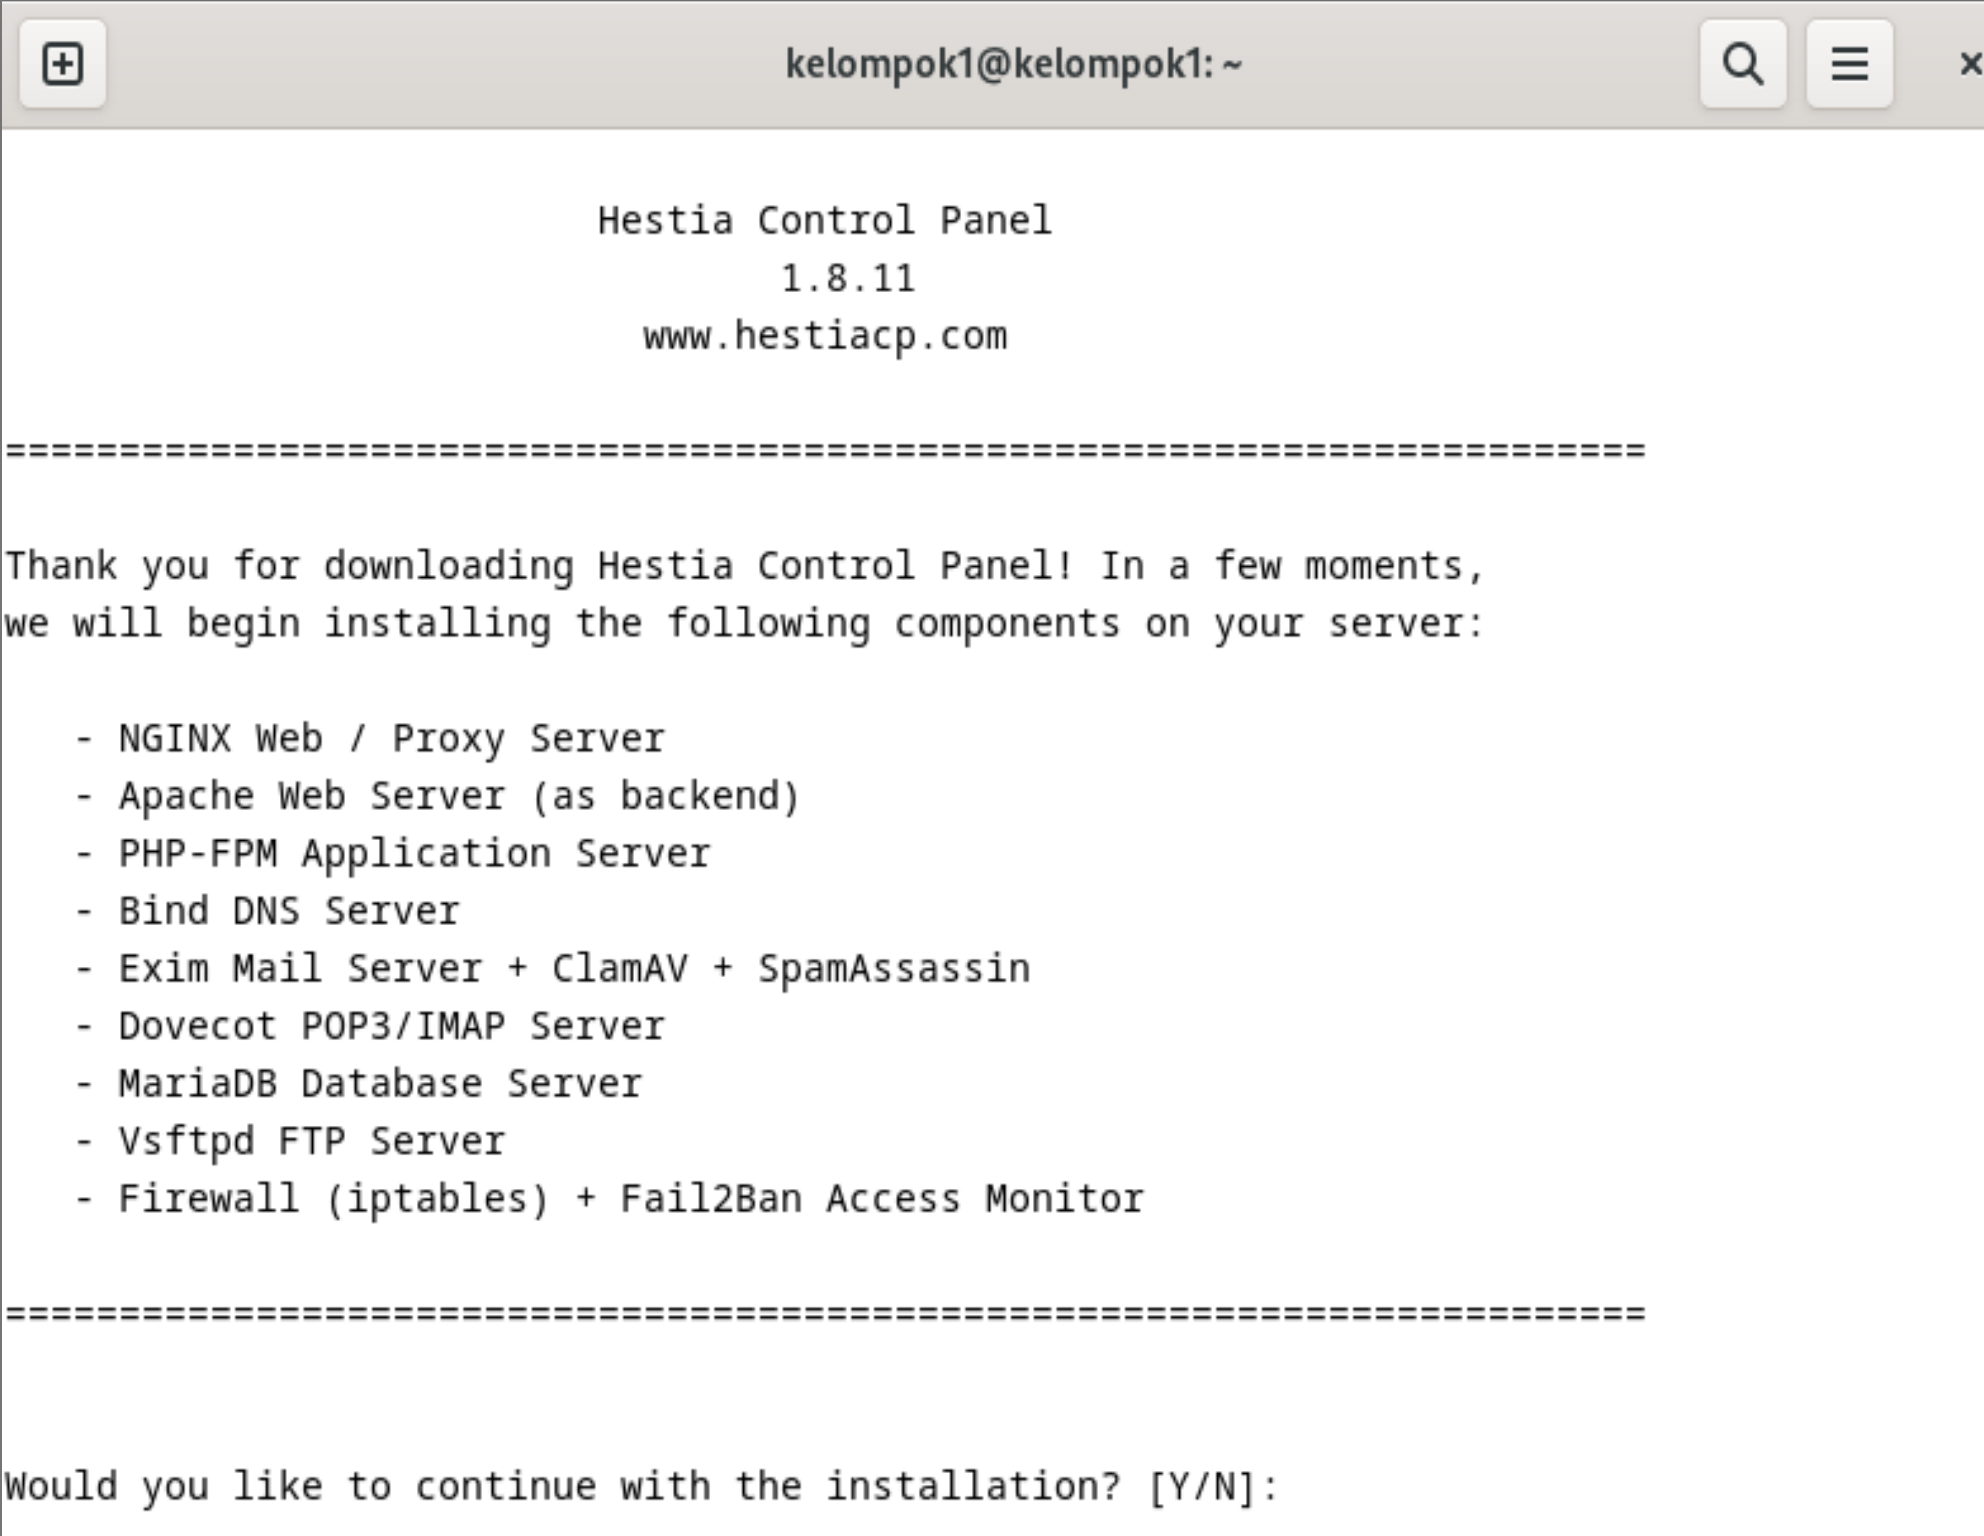 kelompok1@kelompok1: ~
Hestia Control Panel
1.8.11
www.hestiacp.com
========================================================================
Thank you for downloading Hestia Control Panel! In a few moments,
we will begin installing the following components on your server:
- NGINX Web / Proxy Server
- Apache Web Server (as backend)
- PHP-FPM Application Server
- Bind DNS Server
- Exim Mail Server + ClamAV + SpamAssassin
- Dovecot POP3/IMAP Server
- MariaDB Database Server
- Vsftpd FTP Server
- Firewall (iptables) + Fail2Ban Access Monitor
========================================================================
Would you like to continue with the installation? [Y/N]: